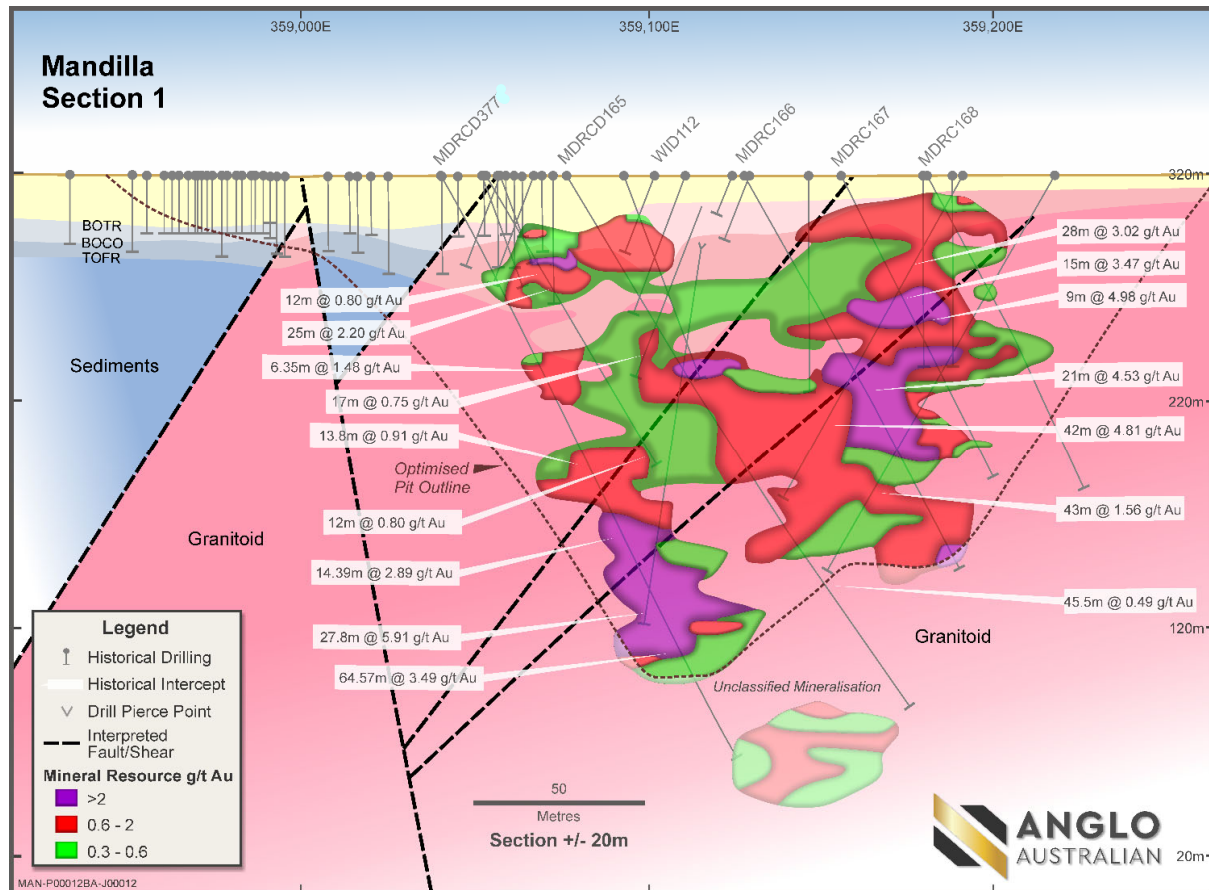 359,000E
359,100E
359,200E
Mandilla
Section 1
MDRCD377
MDRCD165
WID112
MDRC166
MDRC167
MDRC168
320m
BOTR
BOCO
TOFR
28m @ 3.02 g/t Au
15m @ 3.47 g/t Au
9m @ 4.98 g/t Au
12m @ 0.80 g/t Au
25m @ 2.20 g/t Au
Sediments
6.35m @ 1.48 g/t Au
21m @ 4.53 g/t Au
17m @ 0.75 g/t Au
220m
42m @ 4.81 g/t Au
13.8m @ 0.91 g/t Au
Optimised
Pit Outline
43m @ 1.56 g/t Au
12m @ 0.80 g/t Au
Granitoid
14.39m @ 2.89 g/t Au
45.5m @ 0.49 g/t Au
120m
27.8m @ 5.91 g/t Au
Granitoid
64.57m @ 3.49 g/t Au
Unclassified Mineralisation
Legend
Historical Drilling
Historical Intercept
Drill Pierce Point
Interpreted
Fault/Shear
Mineral Resource g/t Au
>2
0.6 - 2
0.3 - 0.6
50
Metres
Section +/- 20m
ANGLO
AUSTRALIAN
20m
MAN-P00012BA-J00012